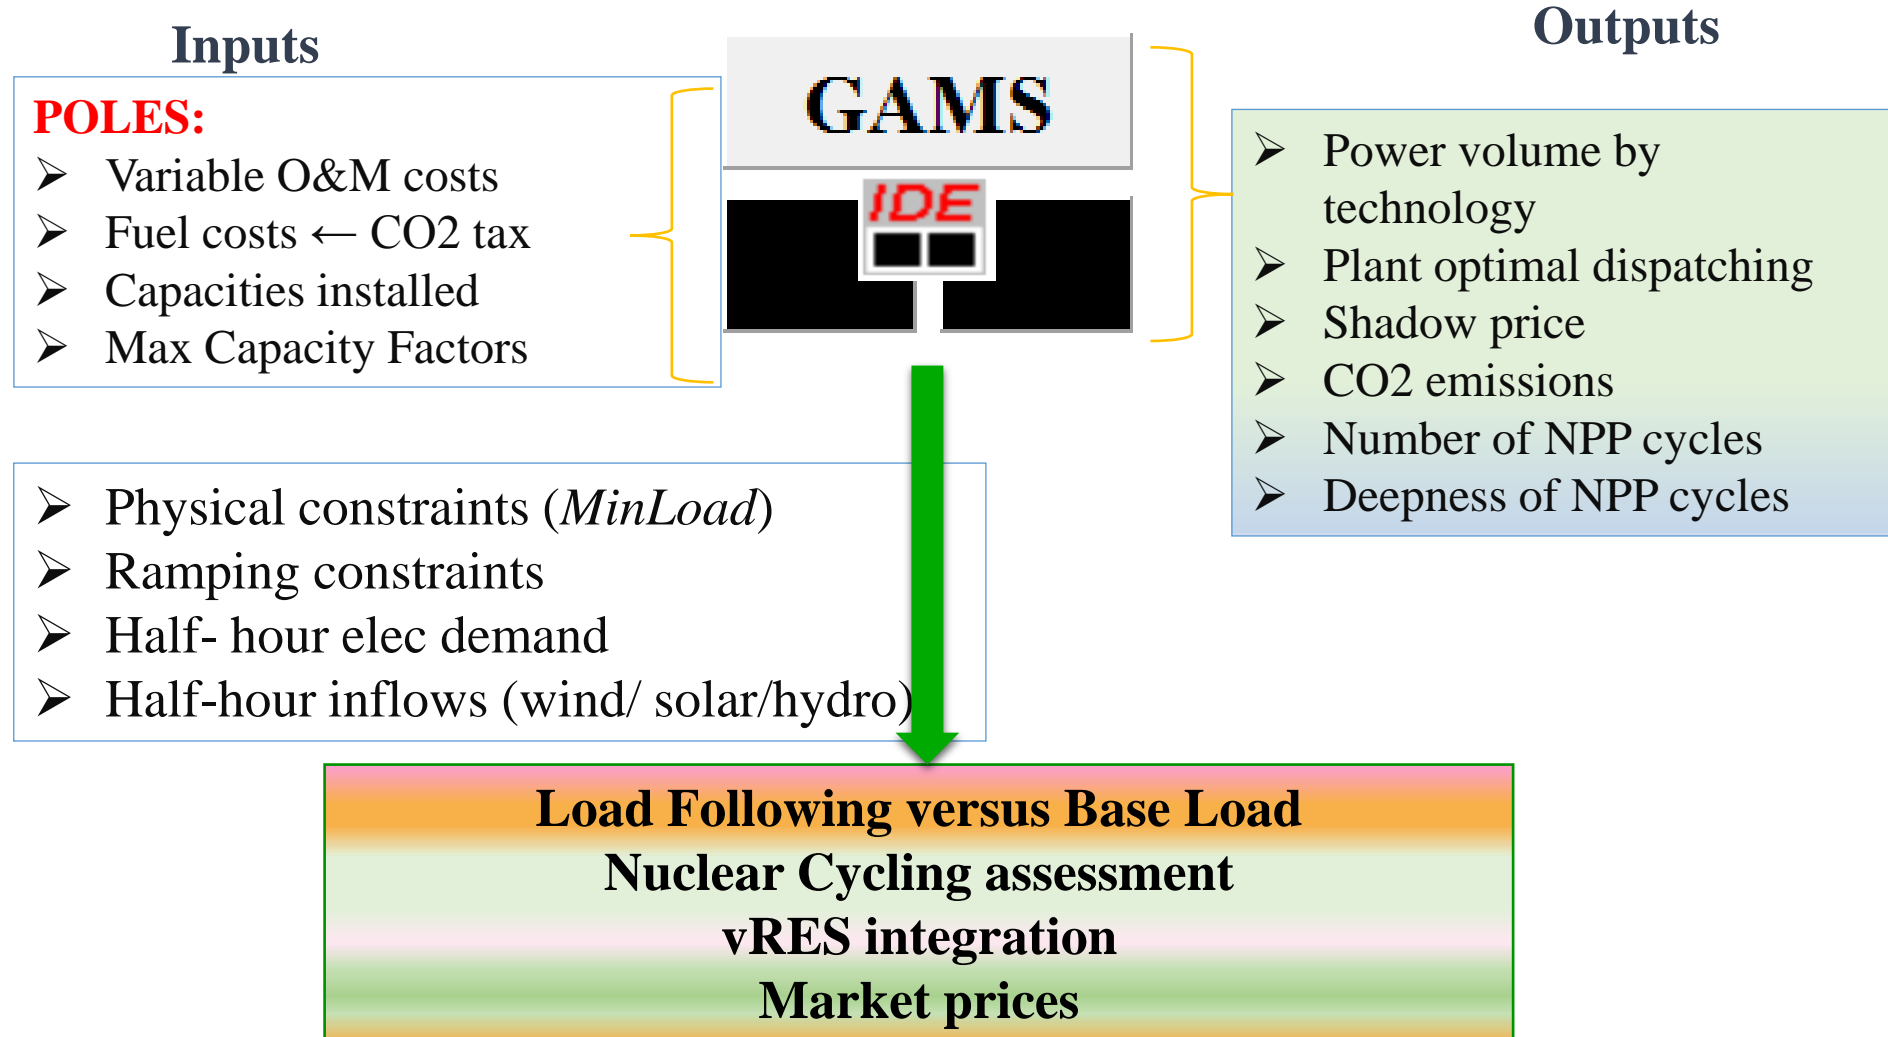 Inputs
POLES:
➢ Variable O&M costs
➢ Fuel costs ← CO2 tax
➢ Capacities installed
➢ Max Capacity Factors
➢ Physical constraints (MinLoad)
➢ Ramping constraints
➢ Half- hour elec demand
➢ Half-hour inflows (wind/ solar/hydro)
GAMS
IDE
Outputs
➢ Power volume by
technology
➢ Plant optimal dispatching
➢ Shadow price
➢ CO2 emissions
➢ Number of NPP cycles
➢ Deepness of NPP cycles
Load Following versus Base Load
Nuclear Cycling assessment
vRES integration
Market prices